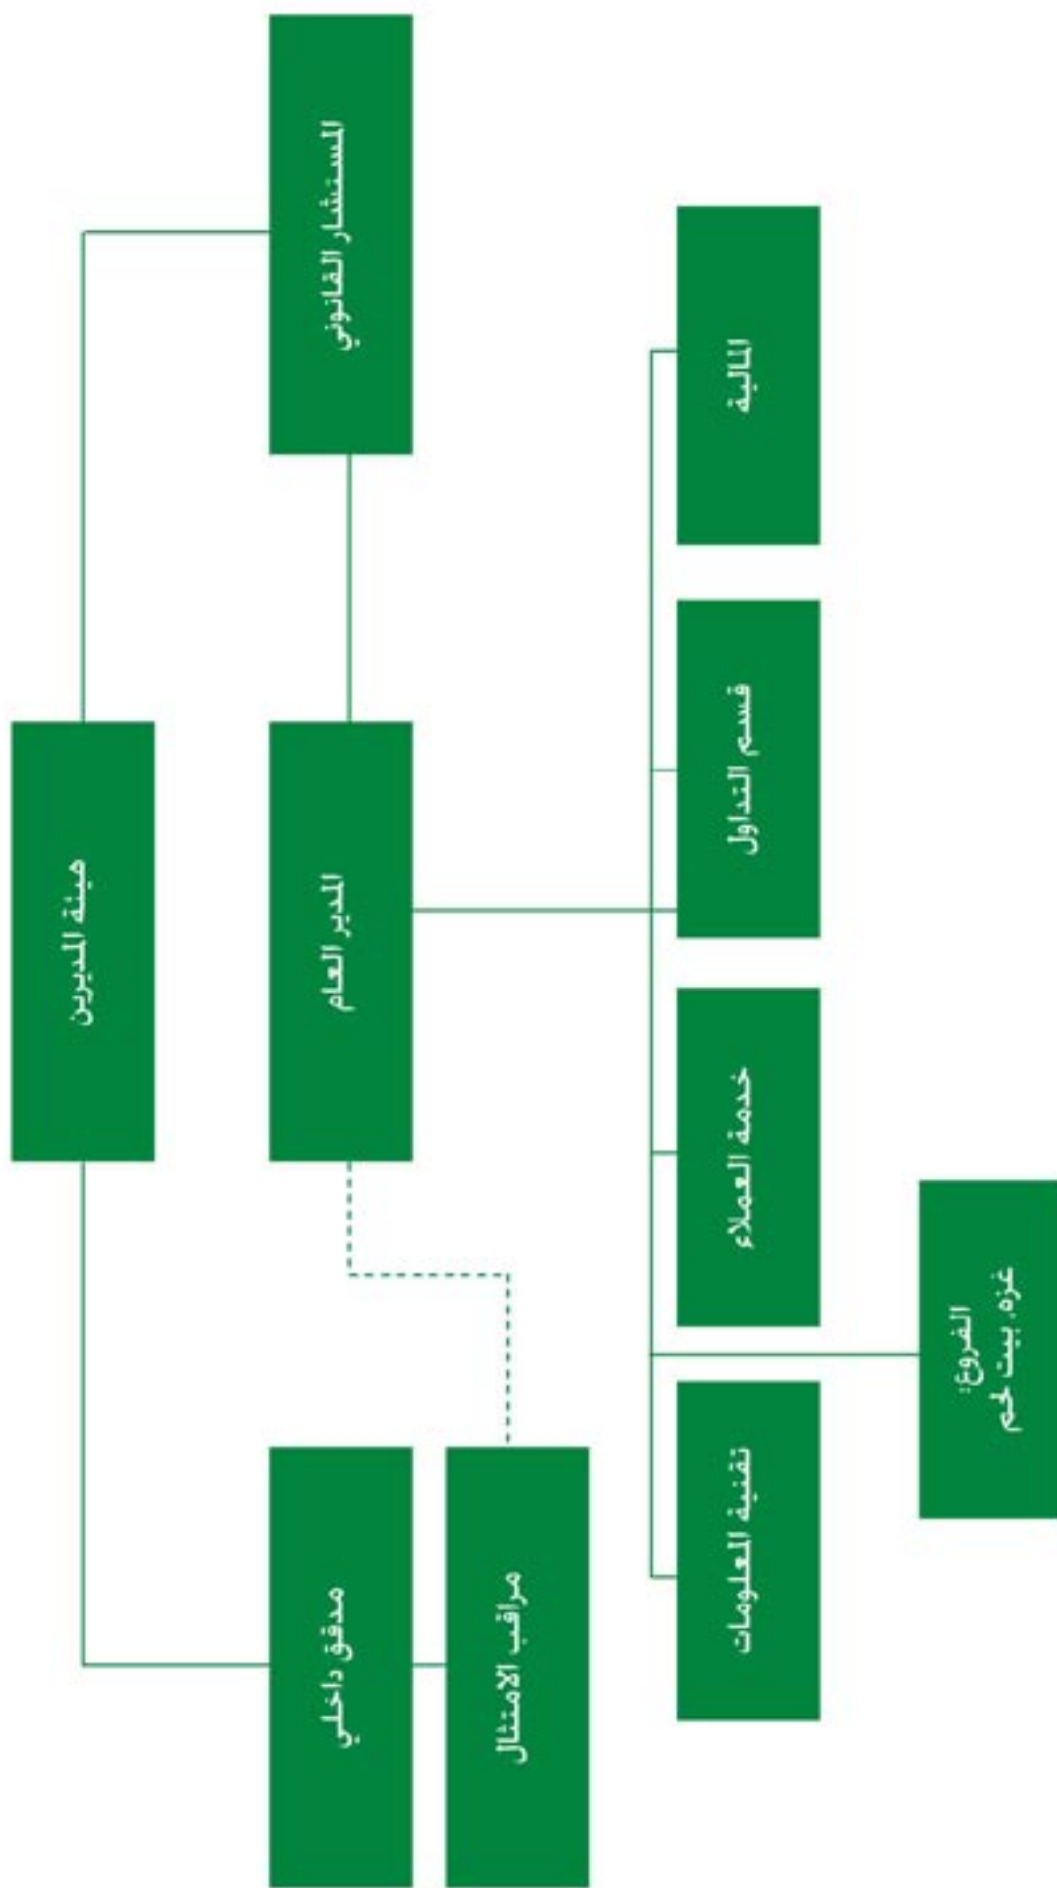 هيئة المديرين
المستشار القانوني
المدير العام
مدقق داخلي
مراقب الامتثال
المالية
قسم التداول
خدمة العملاء
تقنية المعلومات
الفروع:
غزه، بيت لحم